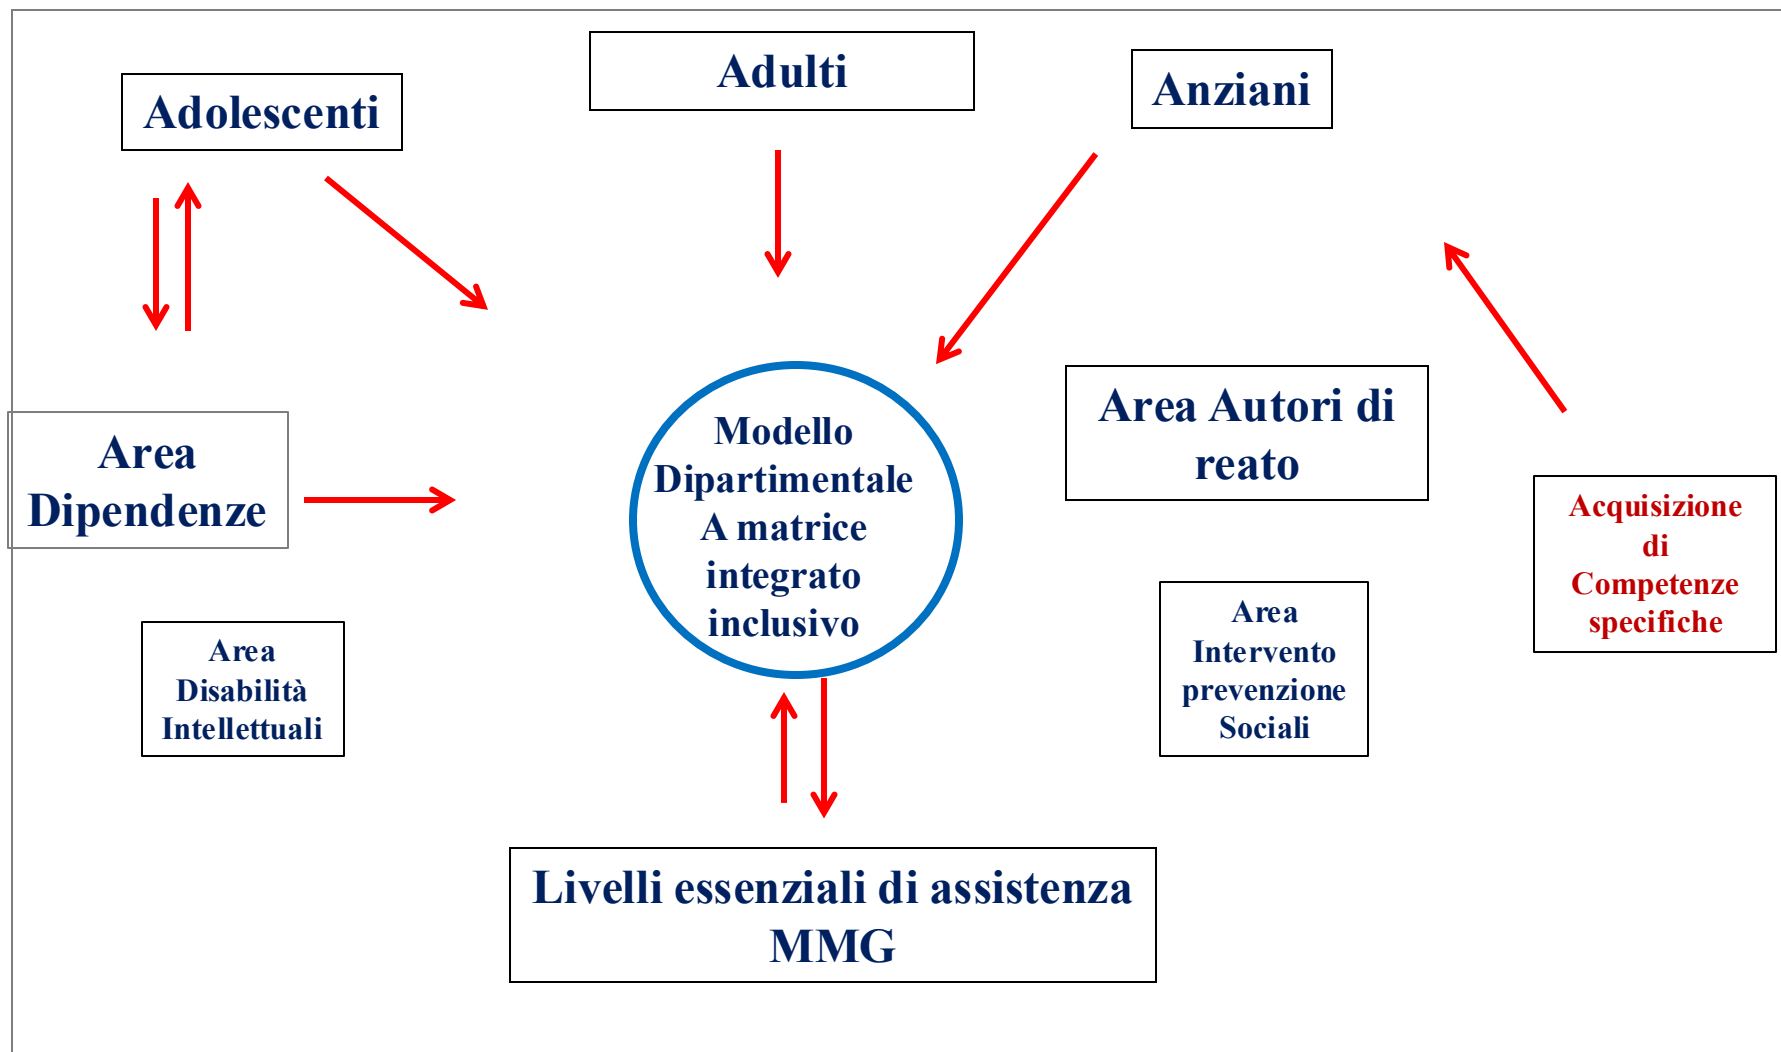 Adolescenti
Adulti
Anziani
Area
Dipendenze
Modello
Dipartimentale
A matrice
integrato
inclusivo
Area Autori di
reato
Acquisizione
di
Competenze
specifiche
Area
Disabilità
Intellettuali
Area
Intervento
prevenzione
Sociali
Livelli essenziali di assistenza
MMG